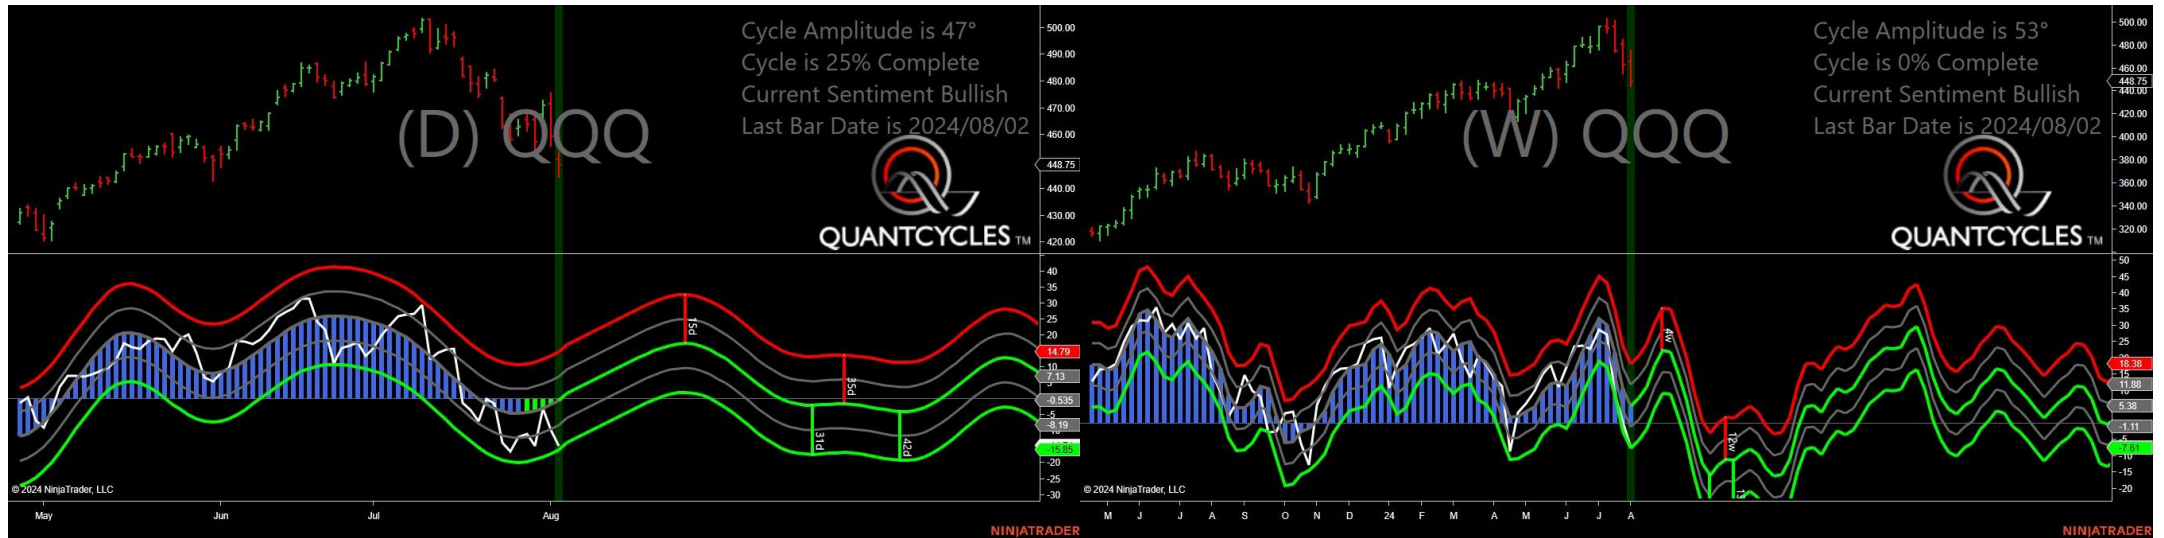 Cycle Amplitude is 47°
Cycle is 25% Complete
Current Sentiment Bullish
Last Bar Date is 2024/08/02
(D) QQQ
QUANTCYCLES TM
500.00
490.00
480.00
470.00
460.00
448.75
440.00
430.00
420.00
40
35
30
25
20
14.79
10
7.13
-0.535
-5
-8.19
-15.85
-20
-25
-30
15d
35d
31d
42d
© 2024 NinjaTrader, LLC
May Jun Jul Aug
NINJATRADER
Cycle Amplitude is 53°
Cycle is 0% Complete
Current Sentiment Bullish
Last Bar Date is 2024/08/02
(W) QQQ
QUANTCYCLES TM
500.00
480.00
460.00
448.75
440.00
420.00
400.00
380.00
360.00
340.00
320.00
50
45
40
35
30
25
18.38
15
11.88
5.38
-1.11
-5
-7.61
-10
-15
-20
4w
12w
© 2024 NinjaTrader, LLC
M J J A S O N D 24 F M A M J J A
NINJATRADER